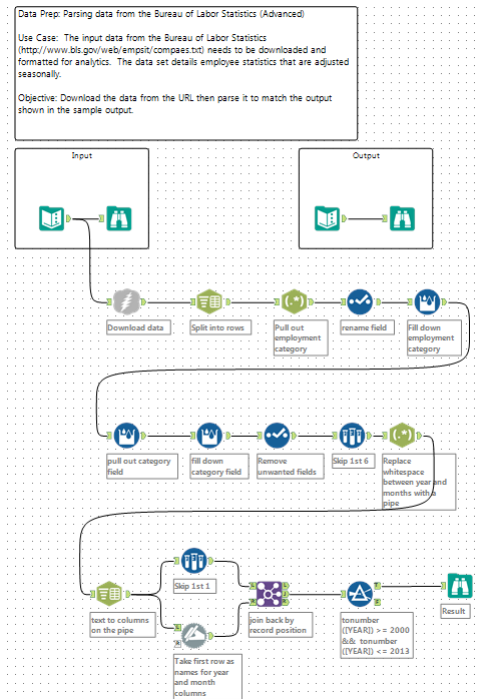 Data Prep: Parsing data from the Bureau of Labor Statistics (Advanced)
Use Case: The input data from the Bureau of Labor Statistics
(http://www.bls.gov/web/empsit/compaes.txt) needs to be downloaded and
formatted for analytics. The data set details employee statistics that are adjusted
seasonally.
Objective: Download the data from the URL then parse it to match the output
shown in the sample output.
Input
Output
Download data
Split into rows
Pull out
employment
category
rename field
Fill down
employment
category
pull out category
field
fill down
category field
Remove
unwanted fields
Skip 1st 6
Replace
whitespace
between year and
months with a
pipe
text to columns
on the pipe
Skip 1st 1
Take first row as
names for year
and month
columns
join back by
record position
tonumber
([YEAR]) >= 2000
&& tonumber
([YEAR]) <= 2013
Result